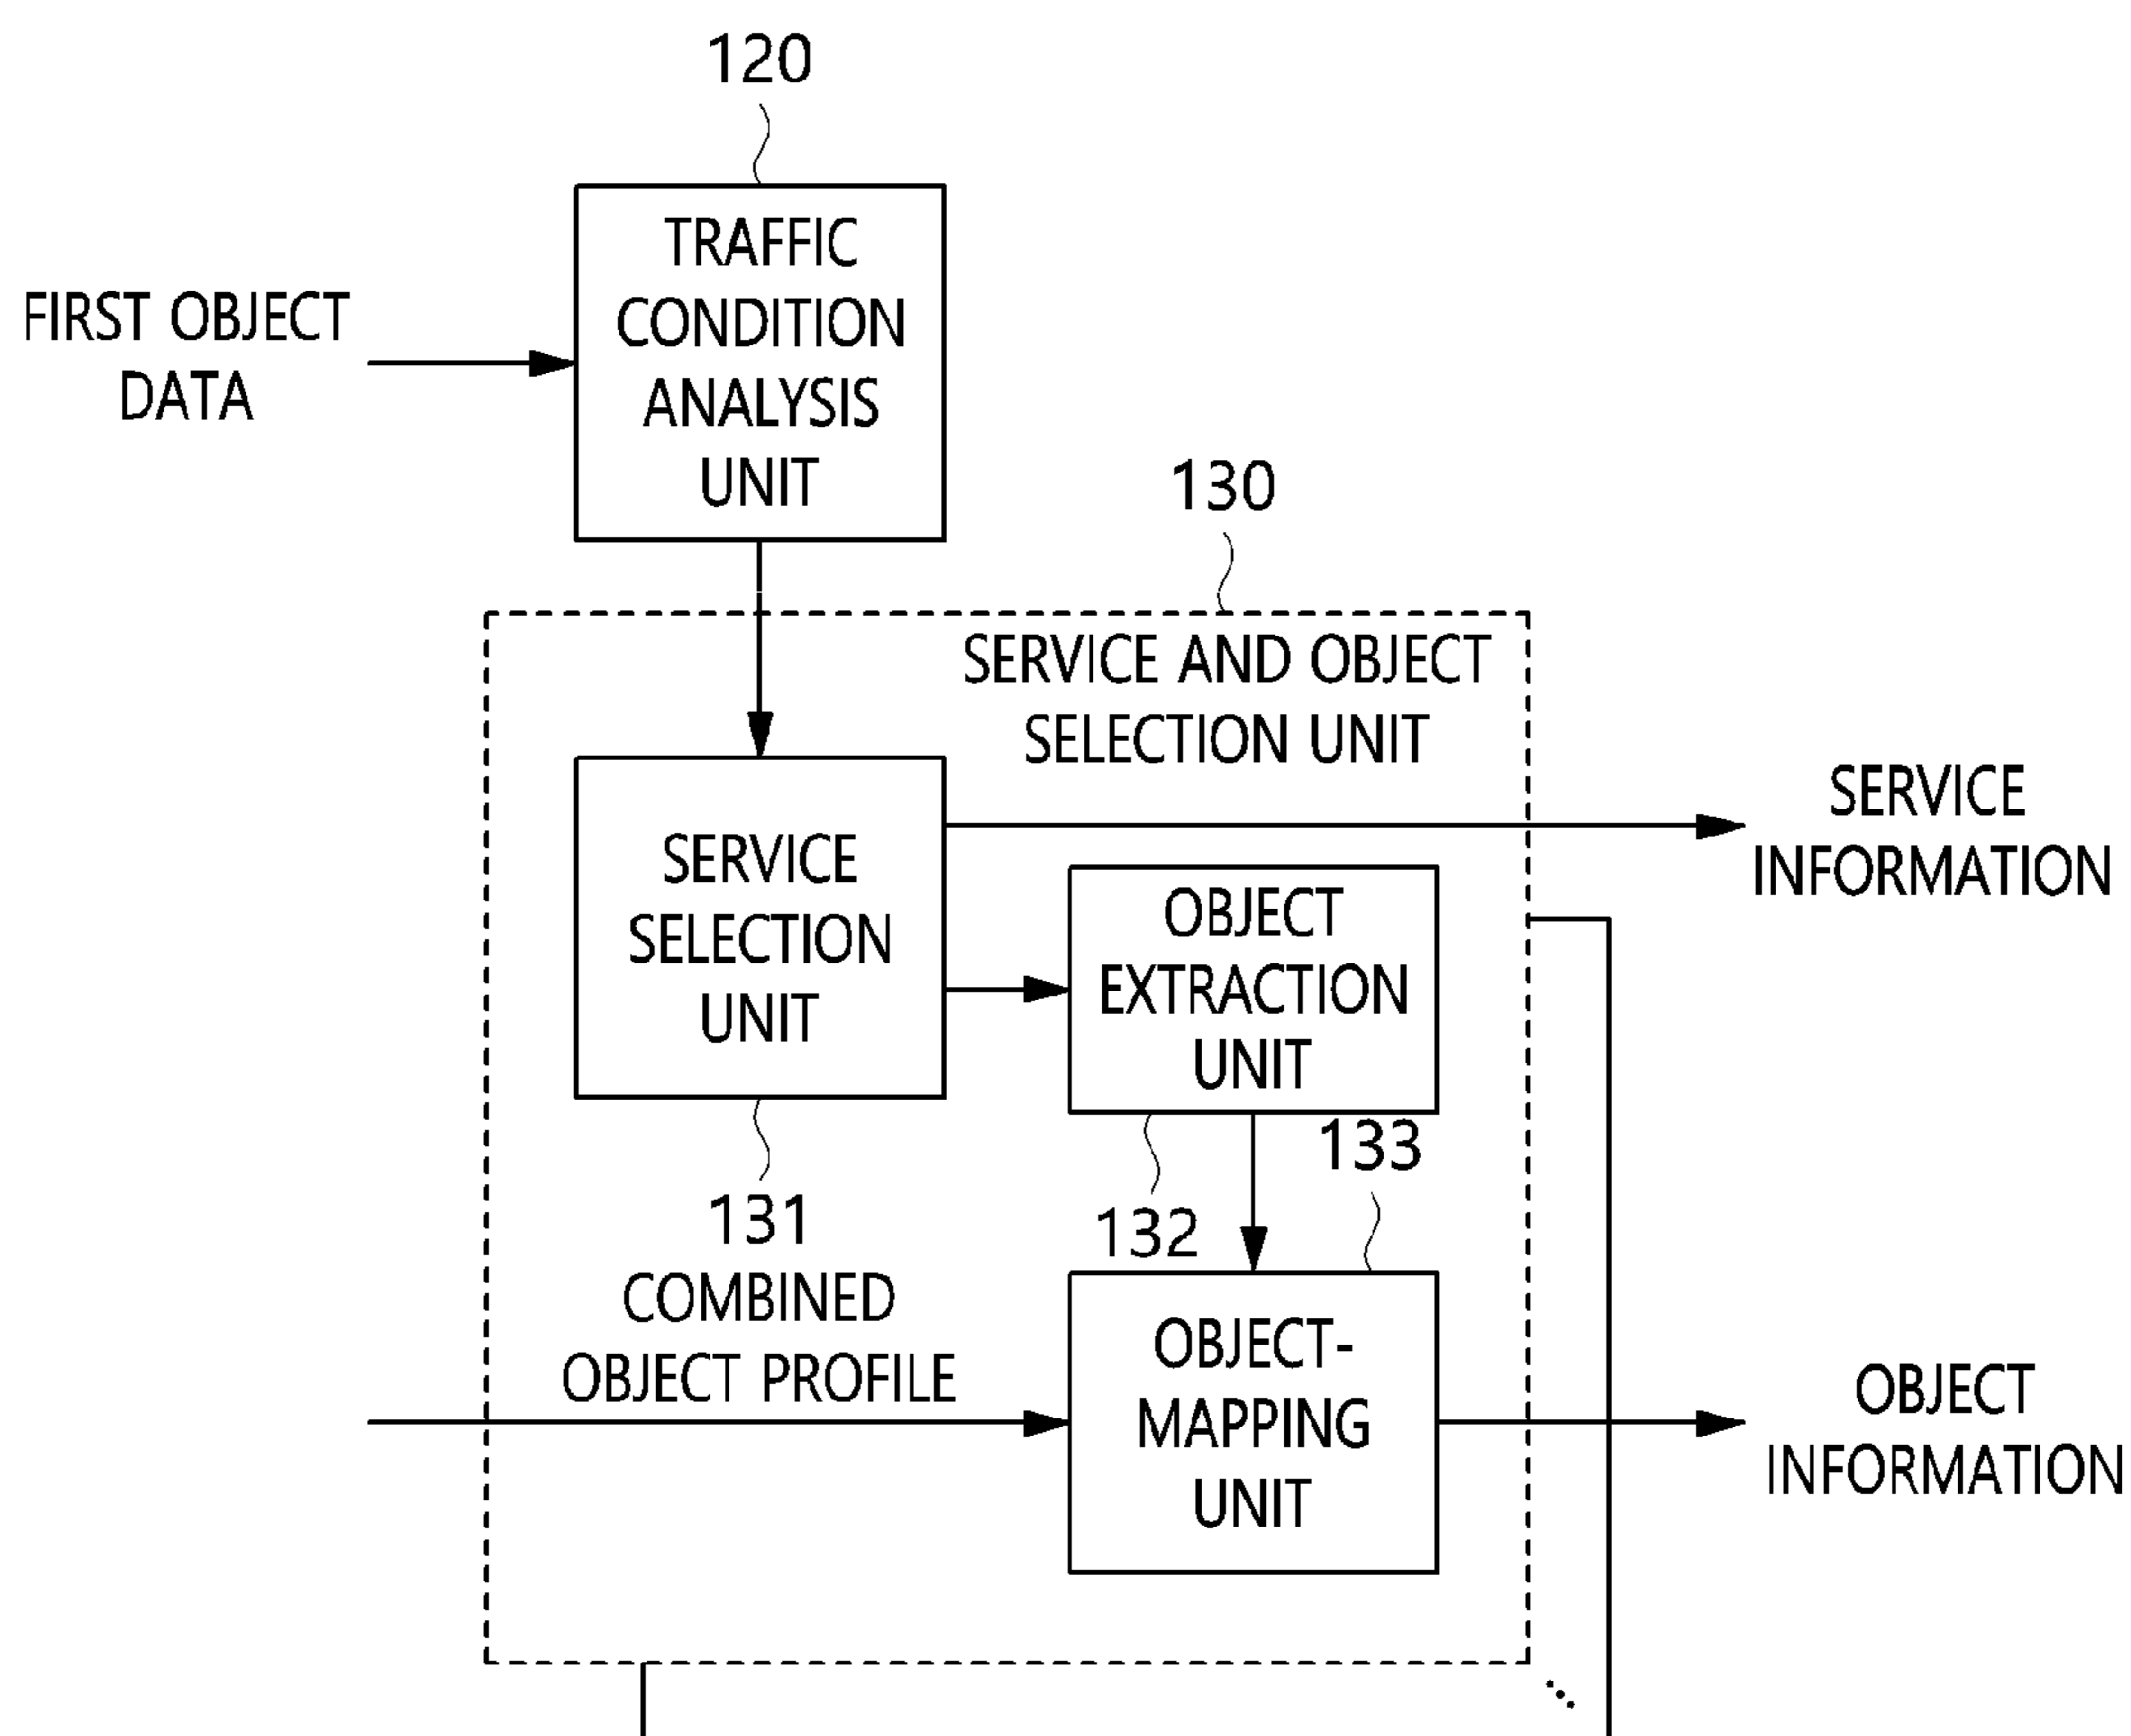 120
TRAFFIC
CONDITION
ANALYSIS
UNIT
FIRST OBJECT
DATA
130
SERVICE AND OBJECT
SELECTION UNIT
SERVICE
SELECTION
UNIT
131
SERVICE
INFORMATION
OBJECT
EXTRACTION
UNIT
132
133
COMBINED
OBJECT PROFILE
OBJECT-
MAPPING
UNIT
OBJECT
INFORMATION